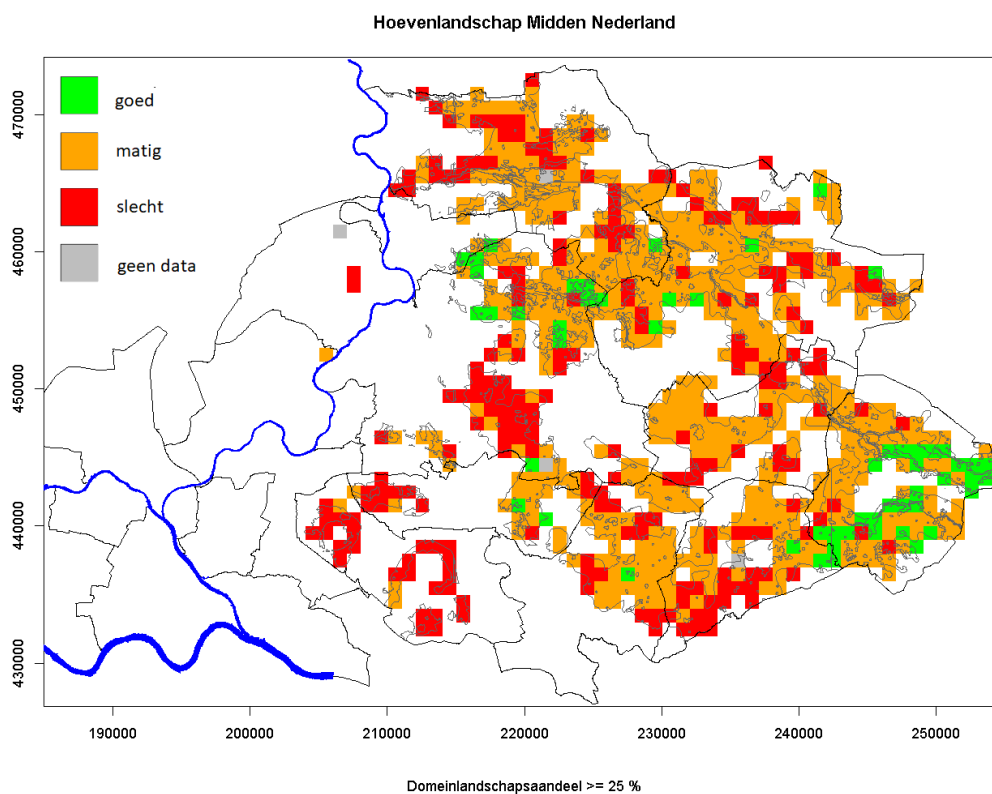 Hoevenlandschap Midden Nederland
goed
matig
slecht
geen data
470000
460000
450000
440000
430000
190000 200000 210000 220000 230000 240000 250000
Domeinlandschapsaandeel >= 25 %